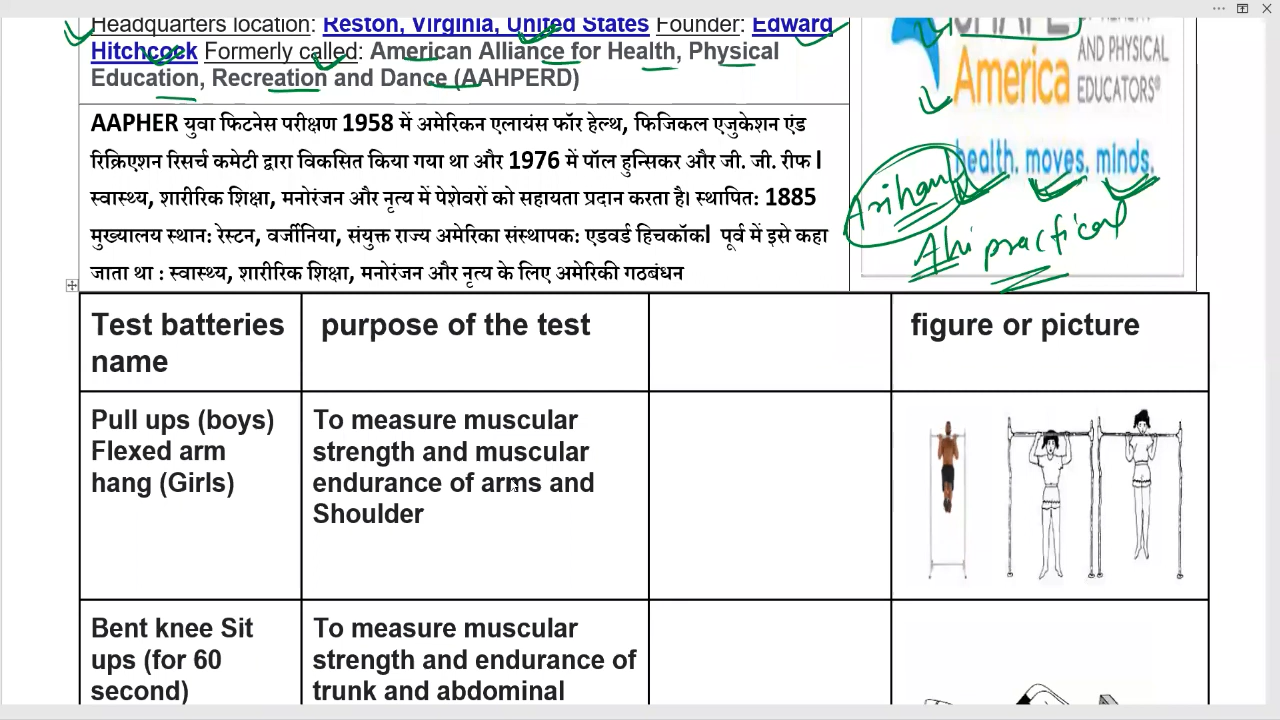 Headquarters location: Reston, Virginia, United States Founder: Edward
Hitchcock Formerly called: American Alliance for Health, Physical
Education, Recreation and Dance (AAHPERD)
AAPHER युवा फिटनेस परीक्षण 1958 में अमेरिकन एलायंस फॉर हेल्थ, फिजिकल एजुकेशन एंड
रिक्रिएशन रिसर्च कमेटी द्वारा विकसित किया गया था और 1976 में पॉल हुन्सिकर और जी. जी. रीफ।
स्वास्थ्य, शारीरिक शिक्षा, मनोरंजन और नृत्य में पेशेवरों को सहायता प्रदान करता है। स्थापित: 1885
मुख्यालय स्थान: रेस्टन, वर्जीनिया, संयुक्त राज्य अमेरिका संस्थापक: एडवर्ड हिचकॉक। पूर्व में इसे कहा
जाता था : स्वास्थ्य, शारीरिक शिक्षा, मनोरंजन और नृत्य के लिए अमेरिकी गठबंधन
AND PHYSICAL
America EDUCATORS®
health. moves. minds.
Arihant
practical
Test batteries name
purpose of the test
figure or picture
Pull ups (boys)
Flexed arm
hang (Girls)
To measure muscular
strength and muscular
endurance of arms and
Shoulder
Bent knee Sit
ups (for 60
second)
To measure muscular
strength and endurance of
trunk and abdominal